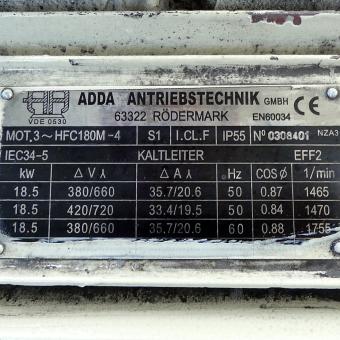 ADDA ANTRIEBSTECHNIK GMBH
VDE 0530 63322 RÖDERMARK EN60034 CE
MOT.3~HFC180M-4 S1 I.CL.F IP55 Nº 0308401 NZA3
IEC34-5 KALTLEITER EFF2
kW Δ V ⅄ Δ A ⅄ Hz COSØ 1/min
18.5 380/660 35.7/20.6 50 0.87 1465
18.5 420/720 33.4/19.5 50 0.84 1470
18.5 380/660 35.7/20.6 60 0.88 1755